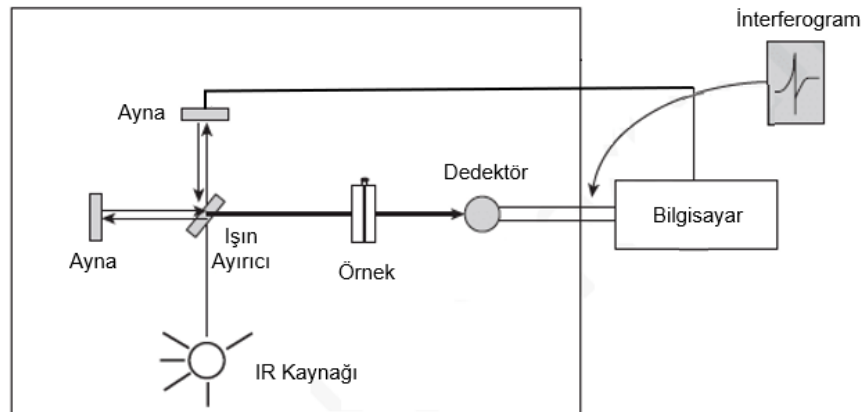 İnterferogram
Ayna
Dedektör
Bilgisayar
Ayna
Işın
Ayırıcı
Örnek
IR Kaynağı